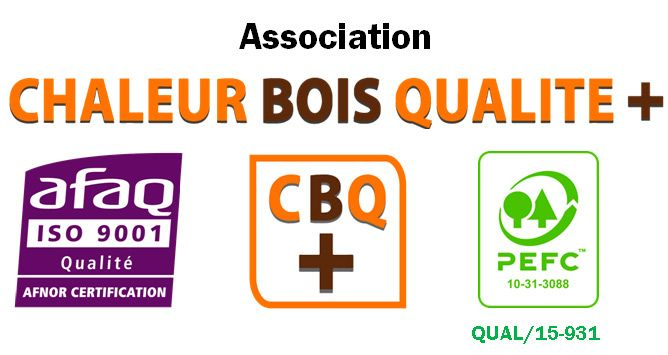 Association
CHALEUR BOIS QUALITE +
afaq
ISO 9001
Qualité
AFNOR CERTIFICATION
CBQ
+
PEFC™
10-31-3088
QUAL/15-931